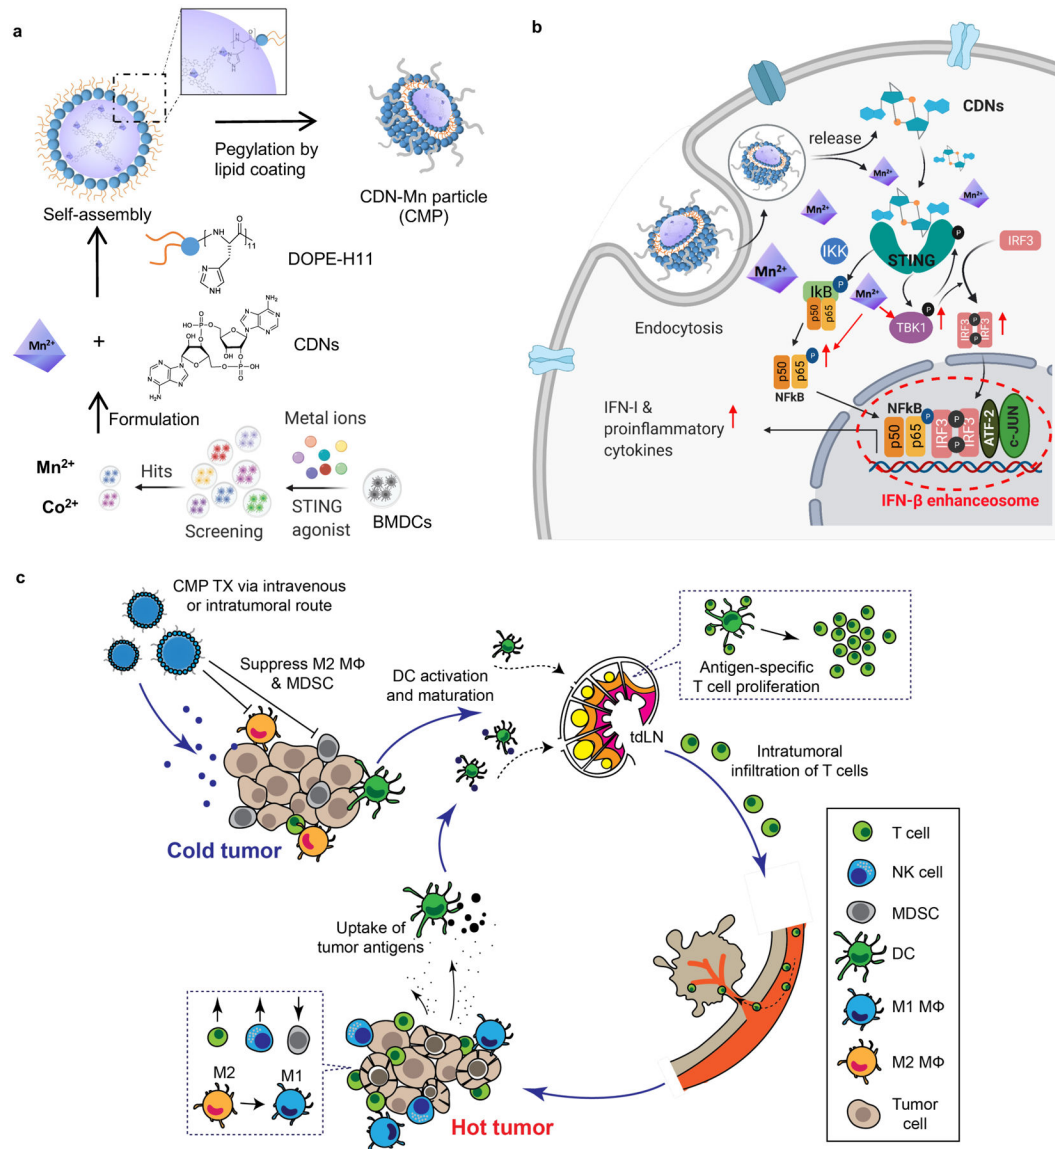 a
Self-assembly
Pegylation by
lipid coating
CDN-Mn particle
(CMP)
NH
O
11
N
NH
DOPE-H11
Mn²⁺
+
CDNs
Formulation
Mn²⁺
Co²⁺
Hits
Screening
Metal ions
STING
agonist
BMDCs
b
release
CDNs
Mn²⁺
Mn²⁺
Mn²⁺
Mn²⁺
Endocytosis
IKK
STING
P
IRF3
IkB
P
p50
p65
Mn²⁺
P
TBK1
P
P
IRF3
IRF3
p50
p65
P
NFkB
IFN-I &
proinflammatory
cytokines
NFkB
p50
p65
P
IRF3
P
P
IRF3
ATF-2
c-JUN
IFN-β enhanceosome
c
CMP TX via intravenous
or intratumoral route
Suppress M2 MΦ
& MDSC
Cold tumor
DC activation
and maturation
tdLN
Antigen-specific
T cell proliferation
Intratumoral
infiltration of T cells
Uptake of
tumor antigens
M2
M1
Hot tumor
T cell
NK cell
MDSC
DC
M1 MΦ
M2 MΦ
Tumor
cell